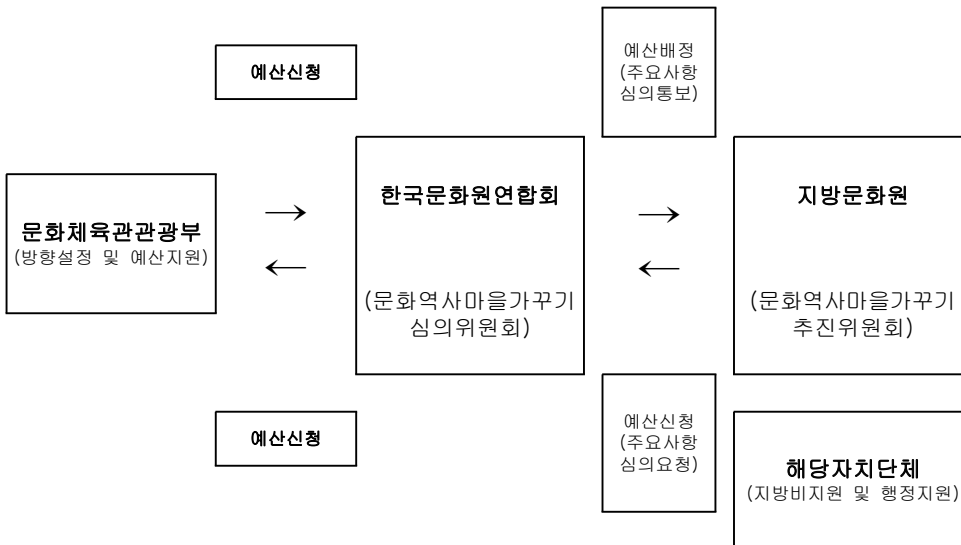 예산신청
예산배정
(주요사항
심의통보)
문화체육관관광부
(방향설정 및 예산지원)
→
←
한국문화원연합회
(문화역사마을가꾸기
심의위원회)
→
←
지방문화원
(문화역사마을가꾸기
추진위원회)
예산신청
예산신청
(주요사항
심의요청)
해당자치단체
(지방비지원 및 행정지원)